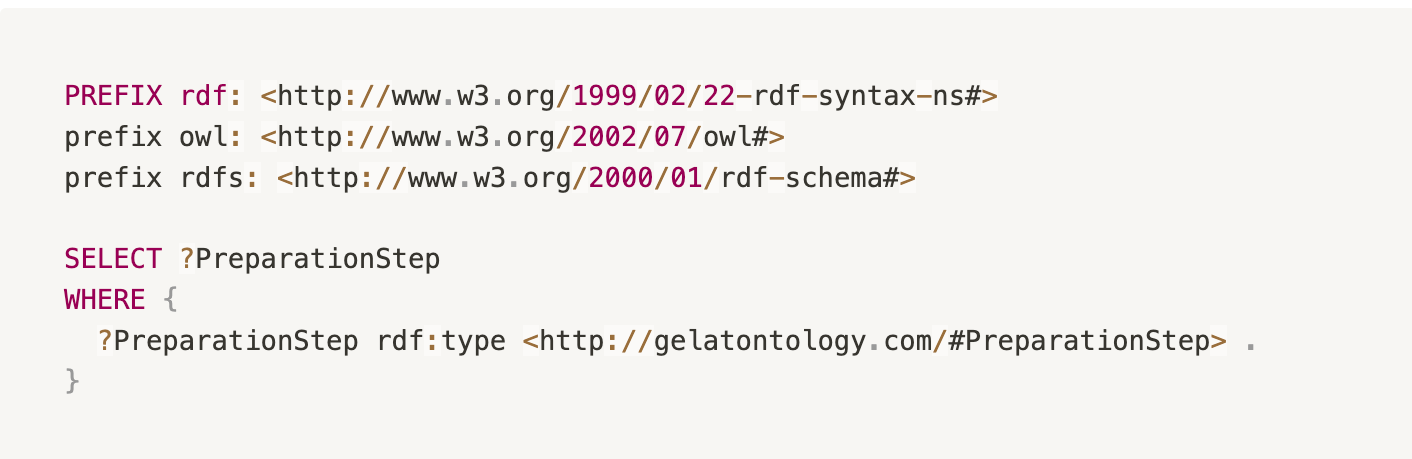 PREFIX rdf: <http://www.w3.org/1999/02/22-rdf-syntax-ns#>
prefix owl: <http://www.w3.org/2002/07/owl#>
prefix rdfs: <http://www.w3.org/2000/01/rdf-schema#>
SELECT ?PreparationStep
WHERE {
?PreparationStep rdf:type <http://gelatontology.com/#PreparationStep> .
}